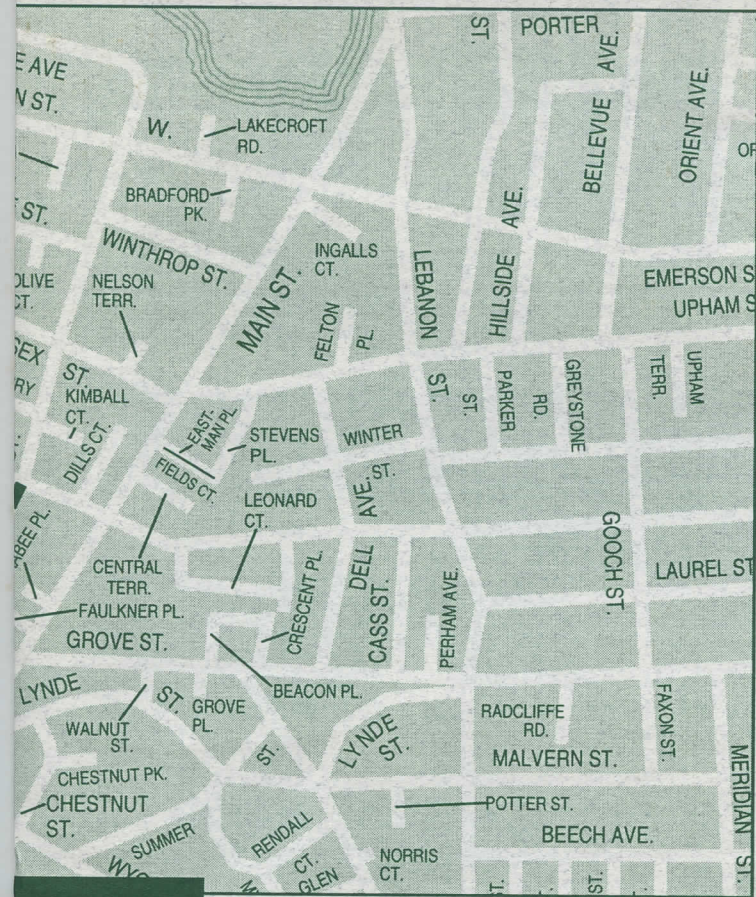 ST.
PORTER
AVE.
E AVE
N ST.
W.
LAKECROFT
RD.
BELLEVUE
ORIENT AVE.
BRADFORD
PK.
ST.
AVE.
WINTHROP ST.
INGALLS
CT.
OLIVE
CT.
NELSON
TERR.
MAIN ST.
LEBANON
HILLSIDE
EMERSON S
UPHAM S
FELTON
PL.
SEX
ST.
RY
KIMBALL
CT.
EAST-
MAN PL.
STEVENS
PL.
WINTER
ST.
ST.
ST.
PARKER
RD.
GREYSTONE
TERR.
UPHAM
DILLS CT.
FIELDS CT.
LEONARD
CT.
AVE.
ABEE PL.
CENTRAL
TERR.
CRESCENT PL.
DELL
CASS ST.
PERHAM AVE.
GOOCH ST.
LAUREL ST
FAULKNER PL.
GROVE ST.
LYNDE
ST.
BEACON PL.
GROVE
PL.
WALNUT
ST.
ST.
LYNDE
ST.
RADCLIFFE
RD.
FAXON ST.
MALVERN ST.
CHESTNUT PK.
CHESTNUT
ST.
POTTER ST.
MERIDIAN ST.
SUMMER
RENDALL
CT.
BEECH AVE.
NORRIS
CT.
GLEN
ST.
ST.